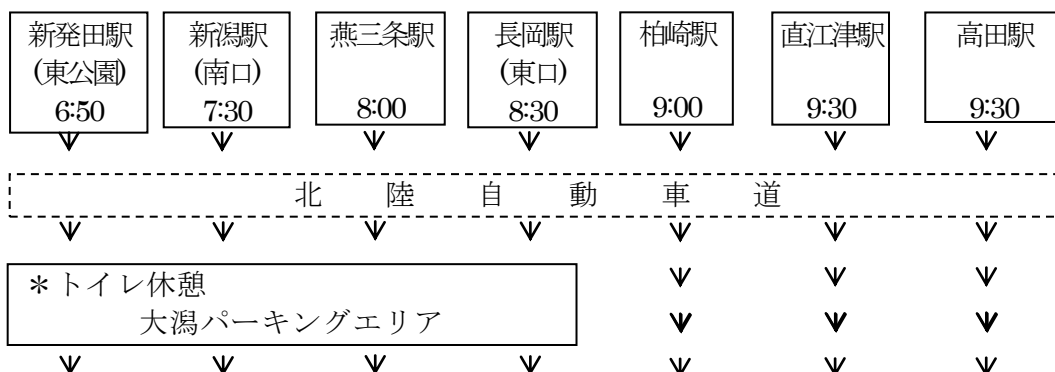 新発田駅
(東公園)
6:50
新潟駅
(南口)
7:30
燕三条駅
8:00
長岡駅
(東口)
8:30
柏崎駅
9:00
直江津駅
9:30
高田駅
9:30
北陸自動車道
＊トイレ休憩
大潟パーキングエリア